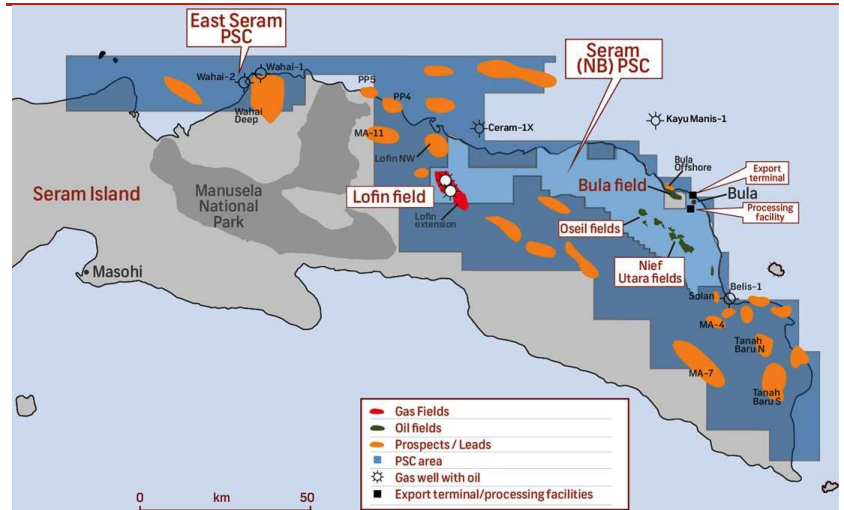 East Seram
PSC
Seram
(NB) PSC
Wahai-1
Wahai-2
PP5
PP4
Wahai
Deep
Ceram-1X
Kayu Manis-1
MA-11
Lofin NW
Bula
Offshore
Export
terminal
Seram Island
Manusela
National
Park
Lofin field
Bula field
Bula
Processing
facility
Lofin
extension
Oseil fields
Masohi
Nief
Utara fields
Solan
Belis-1
MA-4
Tanah
Baru N
MA-7
Tanah
Baru S
Gas Fields
Oil fields
Prospects / Leads
PSC area
Gas well with oil
Export terminal/processing facilities
0 km 50